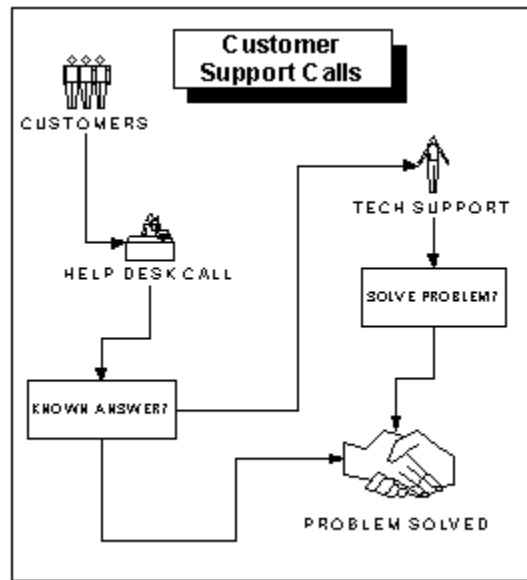 Customer
Support Calls
CUSTOMERS
TECH SUPPORT
HELP DESK CALL
SOLVE PROBLEM?
KNOWN ANSWER?
PROBLEM SOLVED